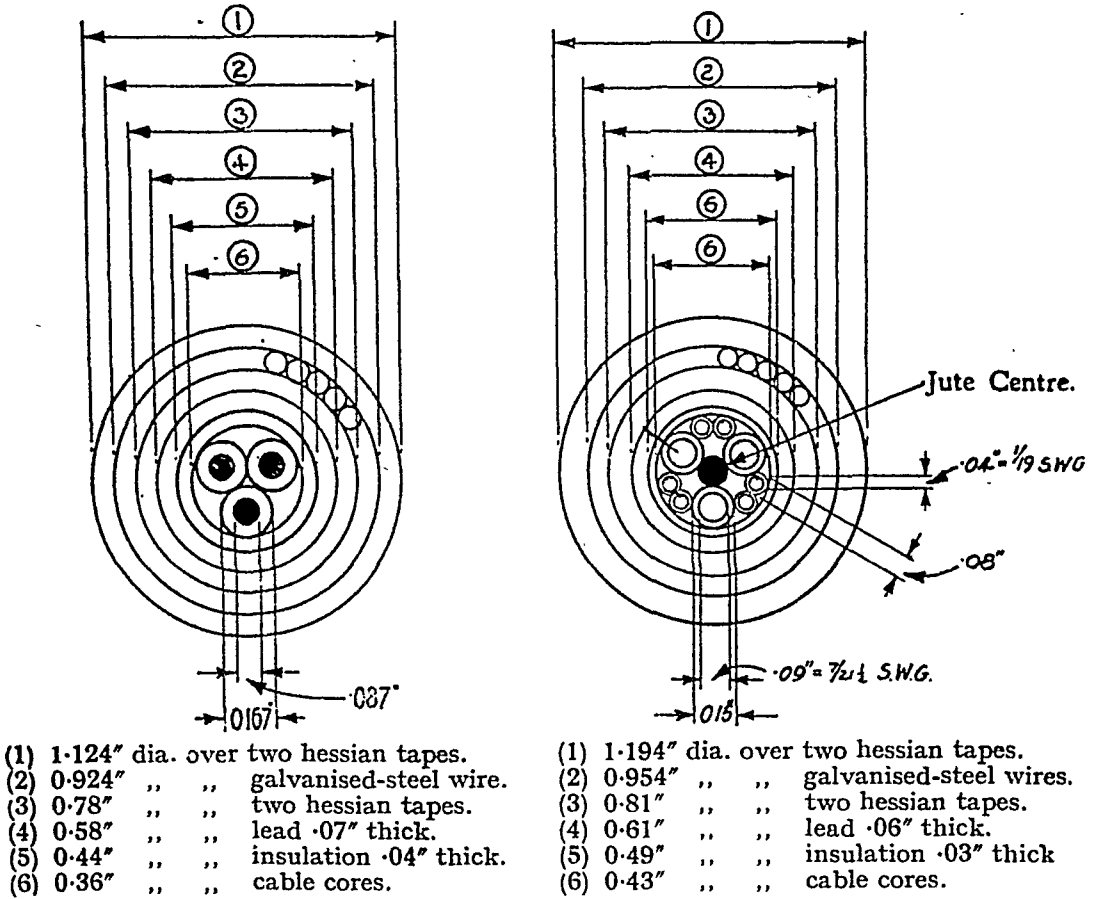 ①
②
③
④
⑤
⑥
·087"
0167"
①
②
③
④
⑥
⑥
Jute Centre.
·04" = 1/19 S.W.G
·08"
·09" = 7/21½ S.W.G.
015"
(1) 1·124″ dia. over two hessian tapes.
(2) 0·924″ ,, ,, galvanised-steel wire.
(3) 0·78″ ,, ,, two hessian tapes.
(4) 0·58″ ,, ,, lead ·07″ thick.
(5) 0·44″ ,, ,, insulation ·04″ thick.
(6) 0·36″ ,, ,, cable cores.
(1) 1·194″ dia. over two hessian tapes.
(2) 0·954″ ,, ,, galvanised-steel wires.
(3) 0·81″ ,, ,, two hessian tapes.
(4) 0·61″ ,, ,, lead ·06″ thick.
(5) 0·49″ ,, ,, insulation ·03″ thick
(6) 0·43″ ,, ,, cable cores.